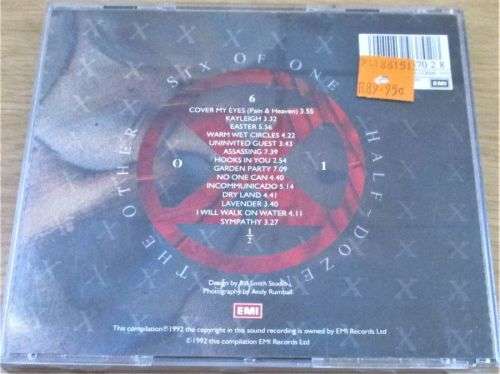 SIX OF ONE HALF-DOZEN THE OTHER
6
COVER MY EYES (Pain & Heaven) 3.55
KAYLEIGH 3.32
EASTER 5.56
WARM WET CIRCLES 4.22
UNINVITED GUEST 3.43
ASSASSING 7.39
HOOKS IN YOU 2.54
GARDEN PARTY 7.09
NO ONE CAN 4.40
INCOMMUNICADO 5.14
DRY LAND 4.41
LAVENDER 3.40
I WILL WALK ON WATER 4.11
SYMPATHY 3.27
0
1
1/2
Design by Bill Smith Studio
Photography by Andy Rumball
EMI
EMI
This compilation ℗ 1992 the copyright in this sound recording is owned by EMI Records Ltd
© 1992 this compilation EMI Records Ltd